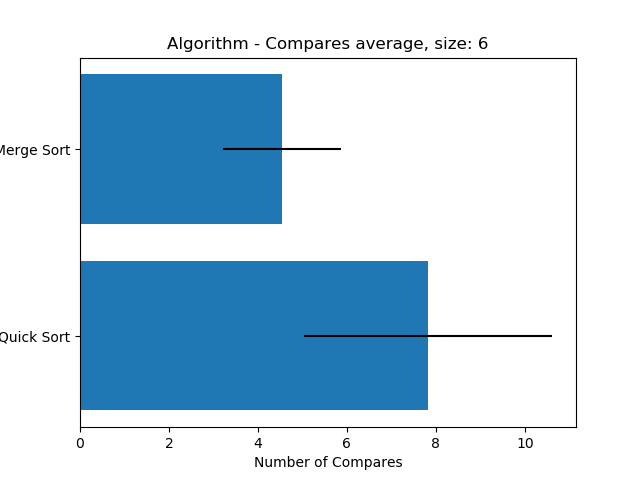 Algorithm - Compares average, size: 6
Merge Sort
Quick Sort
0 2 4 6 8 10
Number of Compares